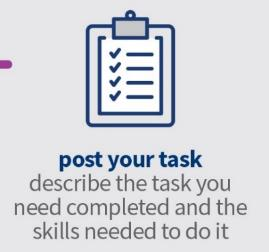 post your task
describe the task you
need completed and the
skills needed to do it